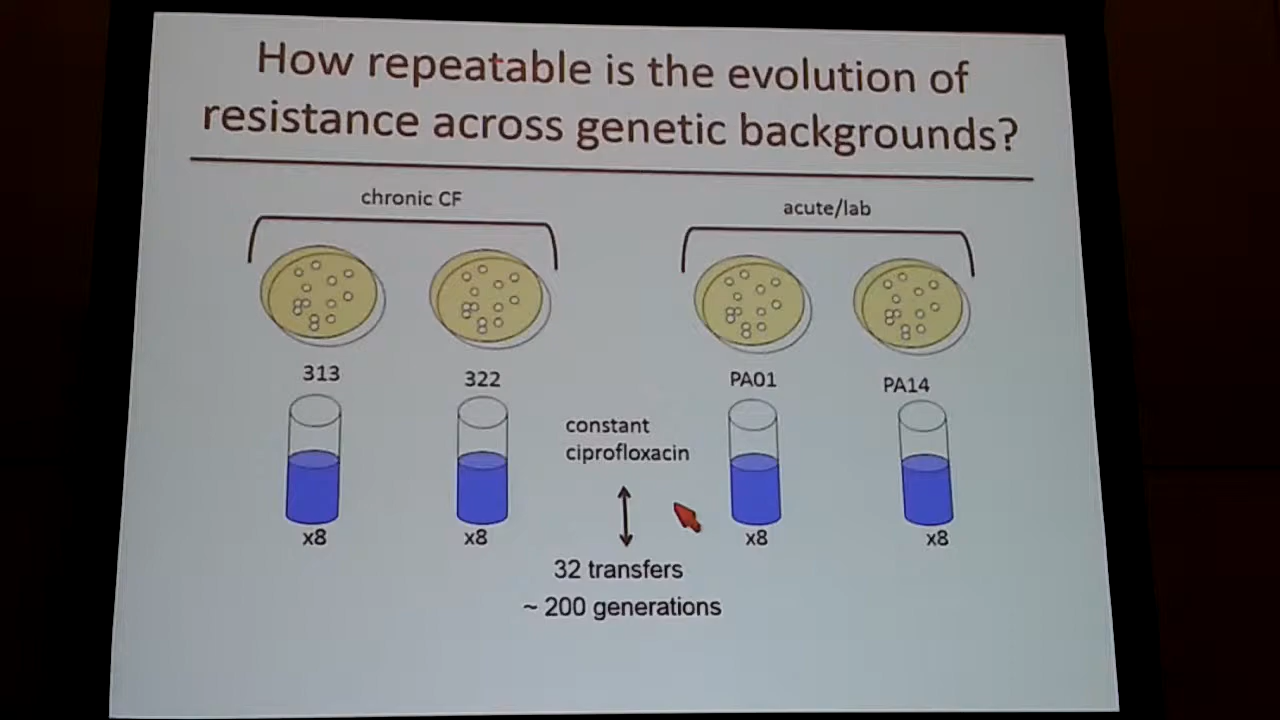 How repeatable is the evolution of
resistance across genetic backgrounds?
chronic CF
acute/lab
313
322
PA01
PA14
constant
ciprofloxacin
x8
x8
x8
x8
32 transfers
~ 200 generations